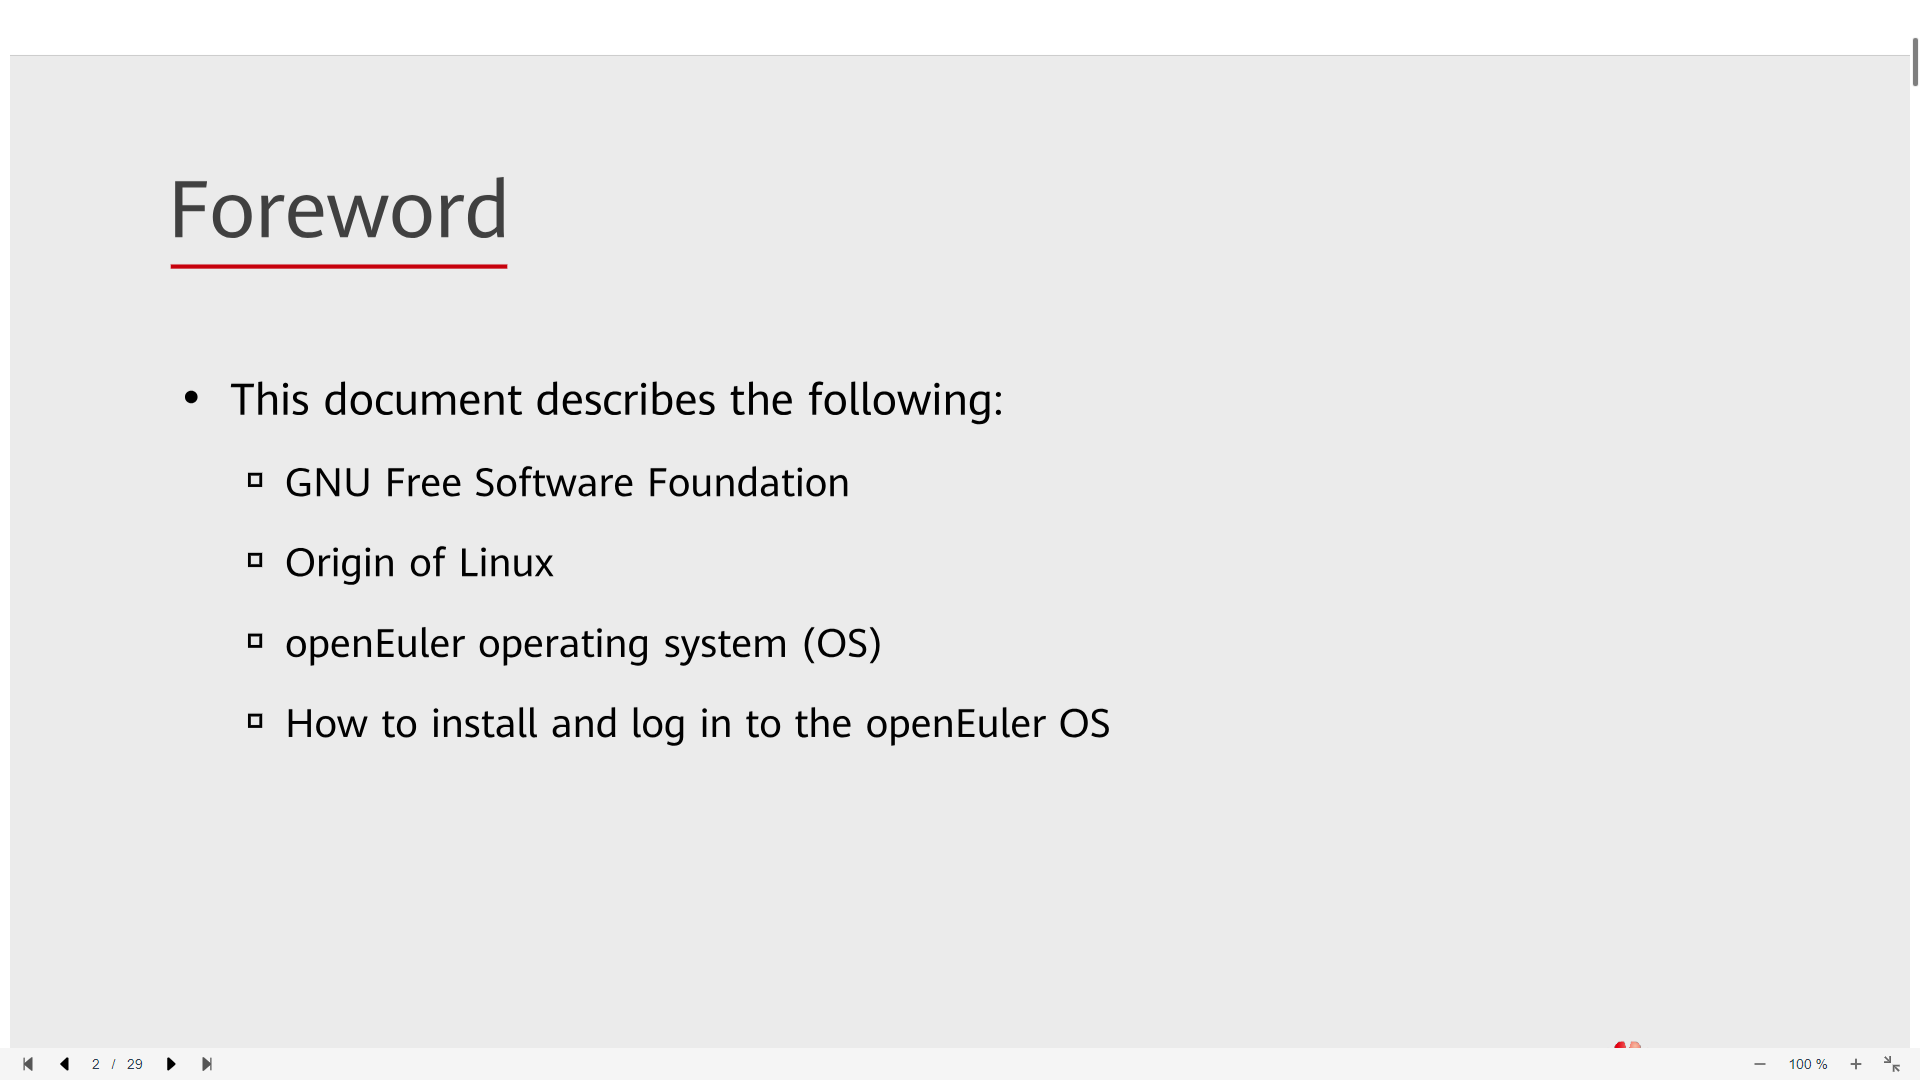 Foreword
• This document describes the following:
▫ GNU Free Software Foundation
▫ Origin of Linux
▫ openEuler operating system (OS)
▫ How to install and log in to the openEuler OS
2 / 29
100 %